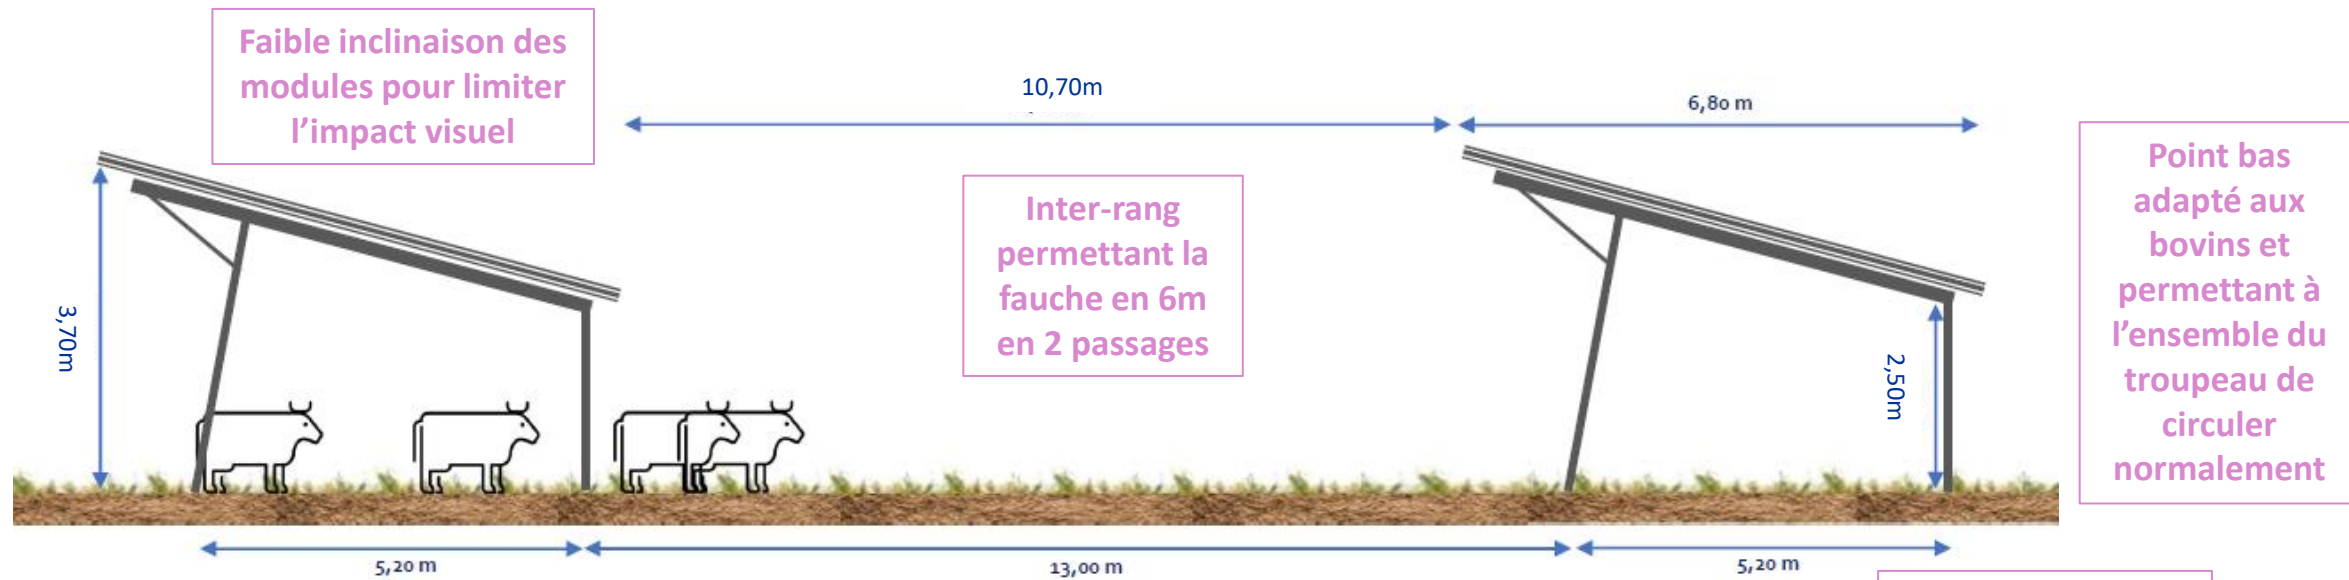 Faible inclinaison des
modules pour limiter
l’impact visuel
10,70m
6,80 m
Point bas
adapté aux
bovins et
permettant à
l’ensemble du
troupeau de
circuler
normalement
Inter-rang
permettant la
fauche en 6m
en 2 passages
3,70m
2,50m
5,20 m
13,00 m
5,20 m